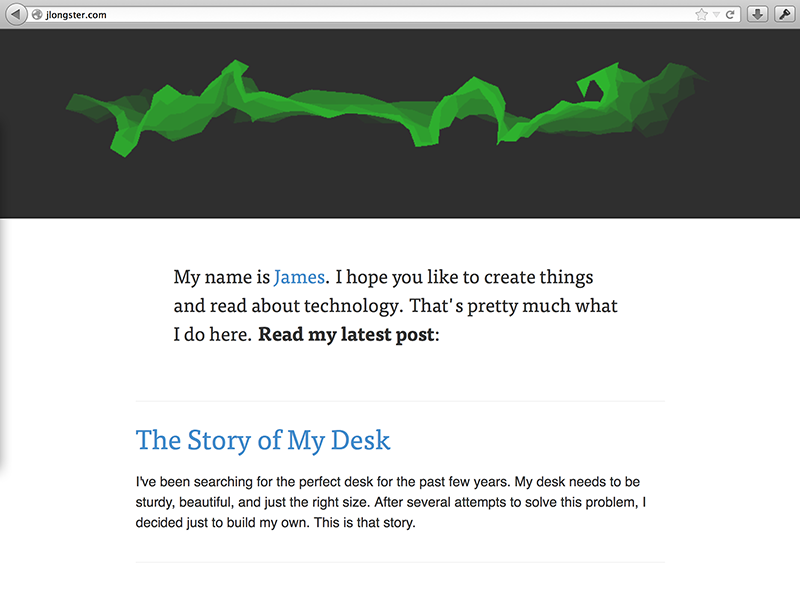 jlongster.com
My name is James. I hope you like to create things
and read about technology. That's pretty much what
I do here. Read my latest post:
The Story of My Desk
I've been searching for the perfect desk for the past few years. My desk needs to be
sturdy, beautiful, and just the right size. After several attempts to solve this problem, I
decided just to build my own. This is that story.